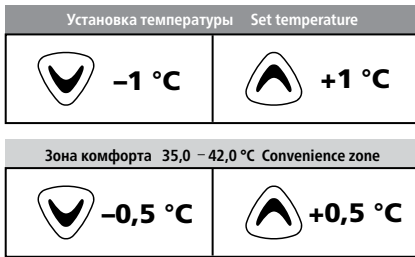 Установка температуры Set temperature
–1 °C +1 °C
Зона комфорта 35,0 – 42,0 °C Convenience zone
–0,5 °C +0,5 °C